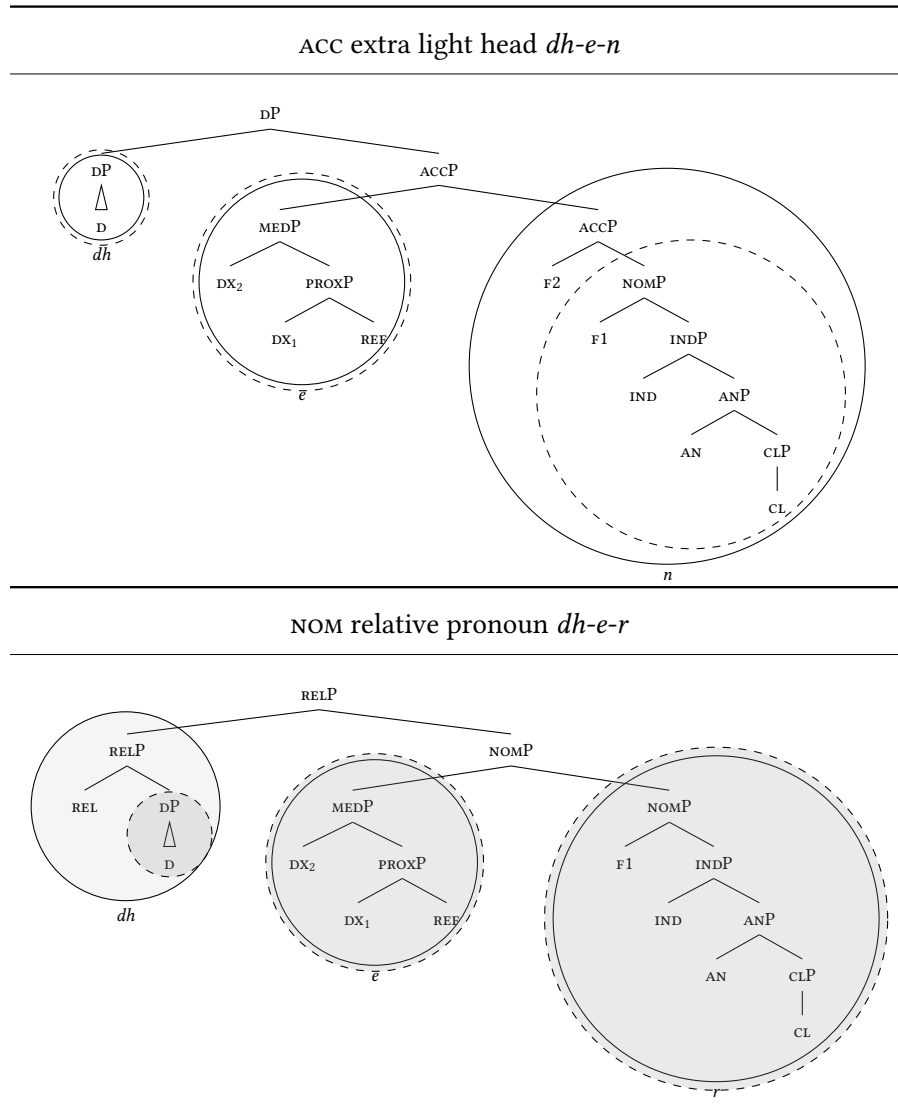 ACC extra light head dh-e-n
DP
DP ACCP
D MEDP ACCP
dh DX₂ PROXP F2 NOMP
DX₁ REF F1 INDP
e IND ANP
AN CLP
CL
n
NOM relative pronoun dh-e-r
RELP
RELP NOMP
REL DP MEDP NOMP
D DX₂ PROXP F1 INDP
dh DX₁ REF IND ANP
e AN CLP
CL
r